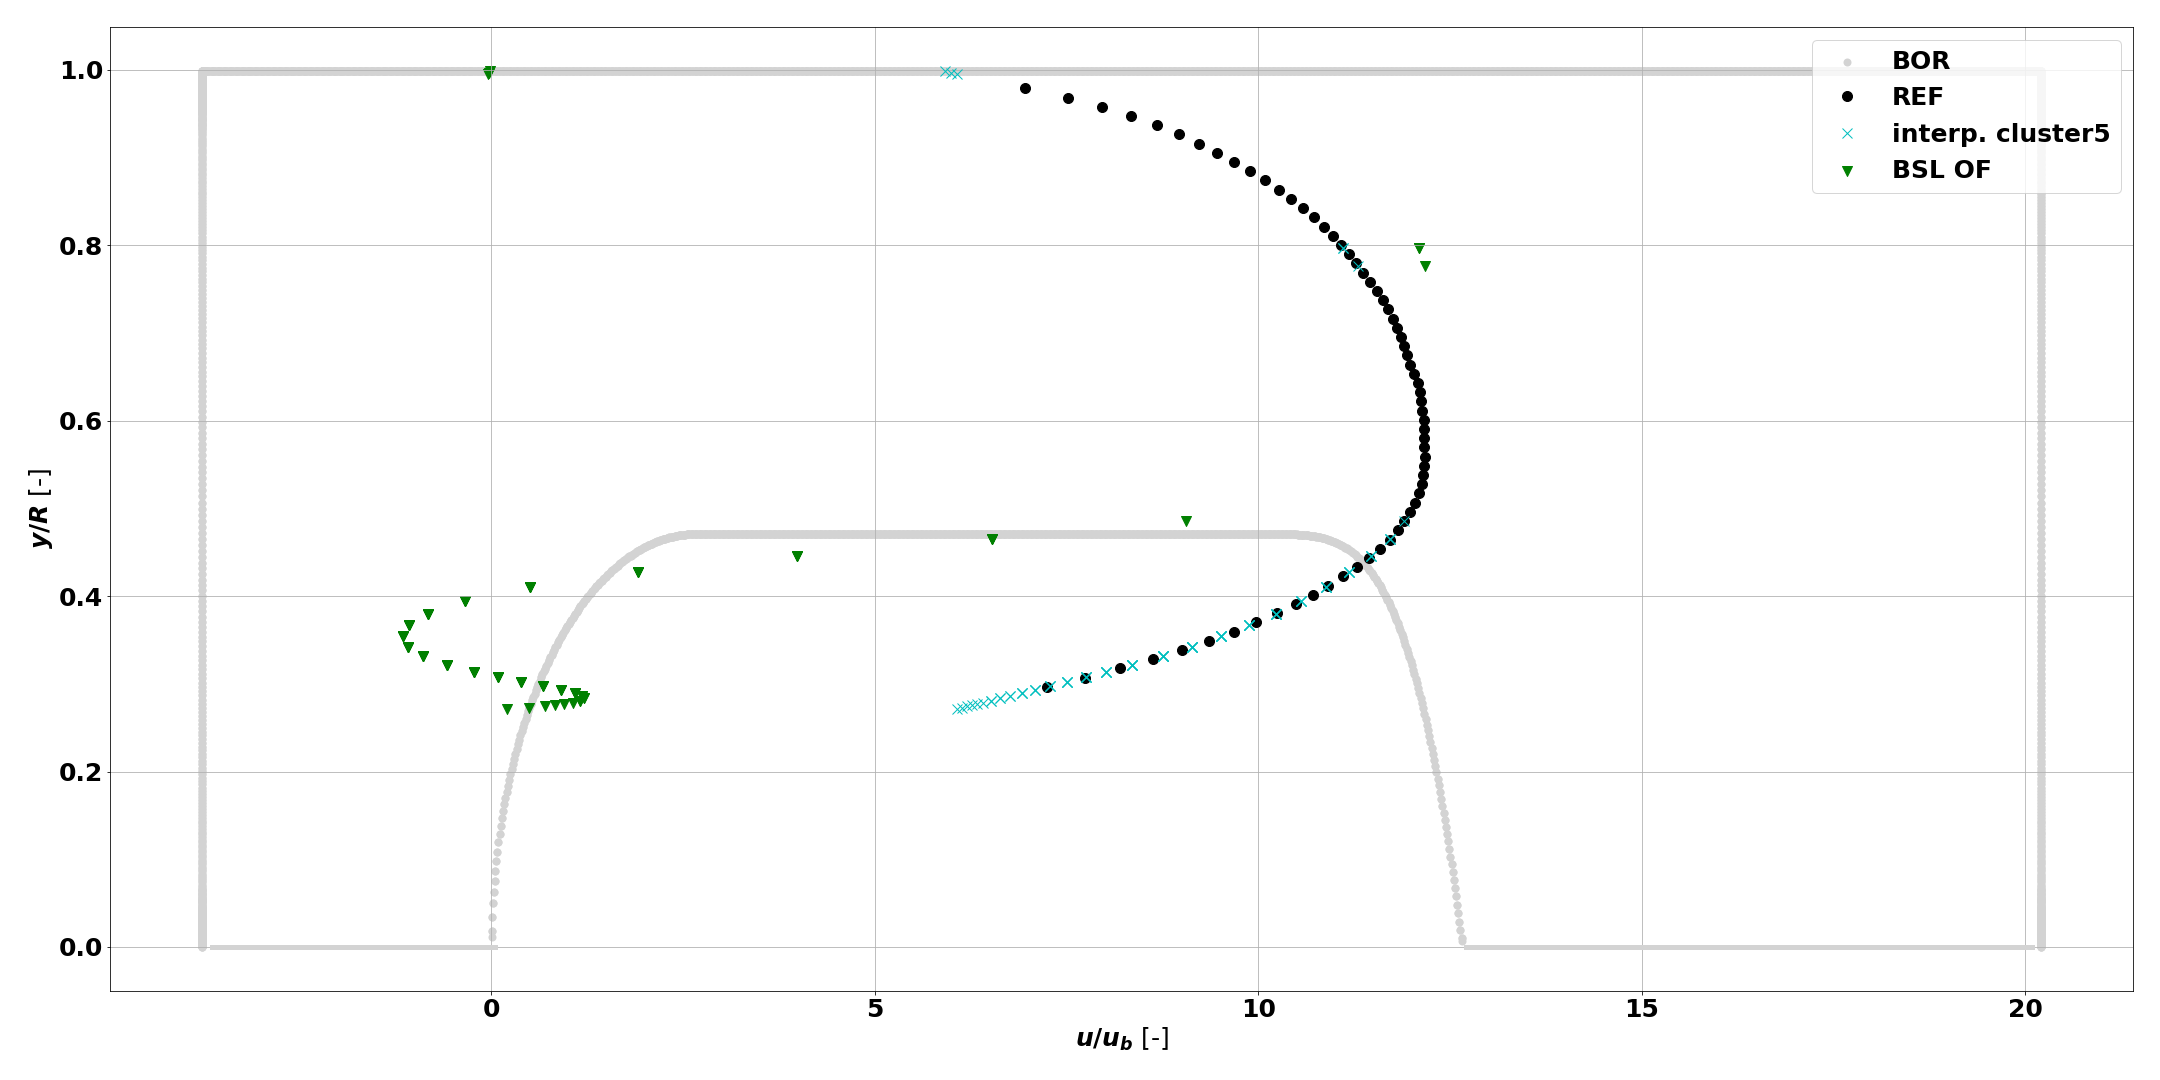 BOR
REF
interp. cluster5
BSL OF
1.0
0.8
0.6
0.4
0.2
0.0
y/R [-]
0 5 10 15 20
u/u_b [-]